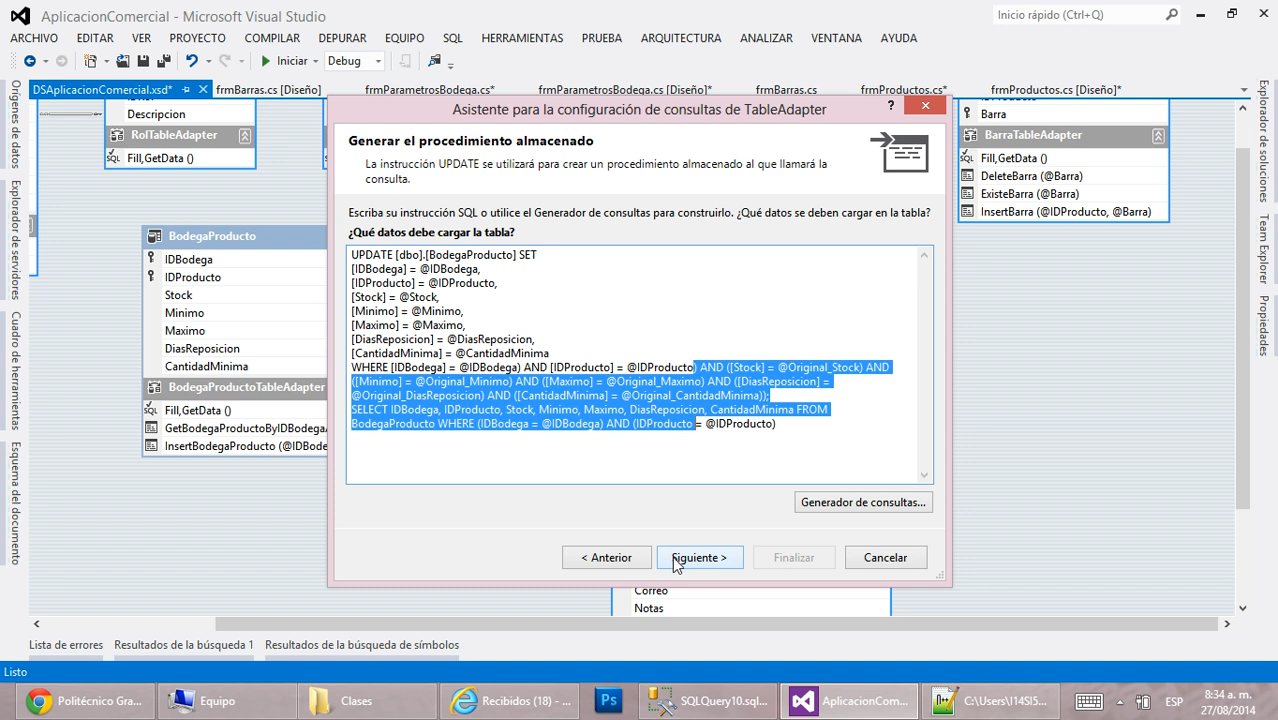 AplicacionComercial - Microsoft Visual Studio
Inicio rápido (Ctrl+Q)
ARCHIVO EDITAR VER PROYECTO COMPILAR DEPURAR EQUIPO SQL HERRAMIENTAS PRUEBA ARQUITECTURA ANALIZAR VENTANA AYUDA
Iniciar Debug
DSAplicacionComercial.xsd* frmBarras.cs [Diseño] frmParametrosBodega.cs* frmParametrosBodega.cs [Diseño]* frmBarras.cs frmProductos.cs* frmProductos.cs [Diseño]*
Orígenes de datos
Explorador de servidores
Cuadro de herramientas
Esquema del documento
Descripcion
RolTableAdapter
Fill,GetData ()
BodegaProducto
IDBodega
IDProducto
Stock
Minimo
Maximo
DiasReposicion
CantidadMinima
BodegaProductoTableAdapter
Fill,GetData ()
GetBodegaProductoByIDBodegaA
InsertBodegaProducto (@IDBode
Asistente para la configuración de consultas de TableAdapter
Generar el procedimiento almacenado
La instrucción UPDATE se utilizará para crear un procedimiento almacenado al que llamará la
consulta.
Escriba su instrucción SQL o utilice el Generador de consultas para construirlo. ¿Qué datos se deben cargar en la tabla?
¿Qué datos debe cargar la tabla?
UPDATE [dbo].[BodegaProducto] SET
[IDBodega] = @IDBodega,
[IDProducto] = @IDProducto,
[Stock] = @Stock,
[Minimo] = @Minimo,
[Maximo] = @Maximo,
[DiasReposicion] = @DiasReposicion,
[CantidadMinima] = @CantidadMinima
WHERE [IDBodega] = @IDBodega) AND [IDProducto] = @IDProducto) AND ([Stock] = @Original_Stock) AND
([Minimo] = @Original_Minimo) AND ([Maximo] = @Original_Maximo) AND ([DiasReposicion] =
@Original_DiasReposicion) AND ([CantidadMinima] = @Original_CantidadMinima));
SELECT IDBodega, IDProducto, Stock, Minimo, Maximo, DiasReposicion, CantidadMinima FROM
BodegaProducto WHERE (IDBodega = @IDBodega) AND (IDProducto = @IDProducto)
Generador de consultas...
< Anterior
Siguiente >
Finalizar
Cancelar
Barra
BarraTableAdapter
Fill,GetData ()
DeleteBarra (@Barra)
ExisteBarra (@Barra)
InsertBarra (@IDProducto, @Barra)
Explorador de soluciones
Team Explorer
Propiedades
Correo
Notas
Lista de errores Resultados de la búsqueda 1 Resultados de la búsqueda de símbolos
Listo
Politécnico Gra...
Equipo
Clases
Recibidos (18) - ...
Ps
SQLQuery10.sql...
AplicacionCom...
C:\Users\I14SI5...
ESP
8:34 a. m.
27/08/2014